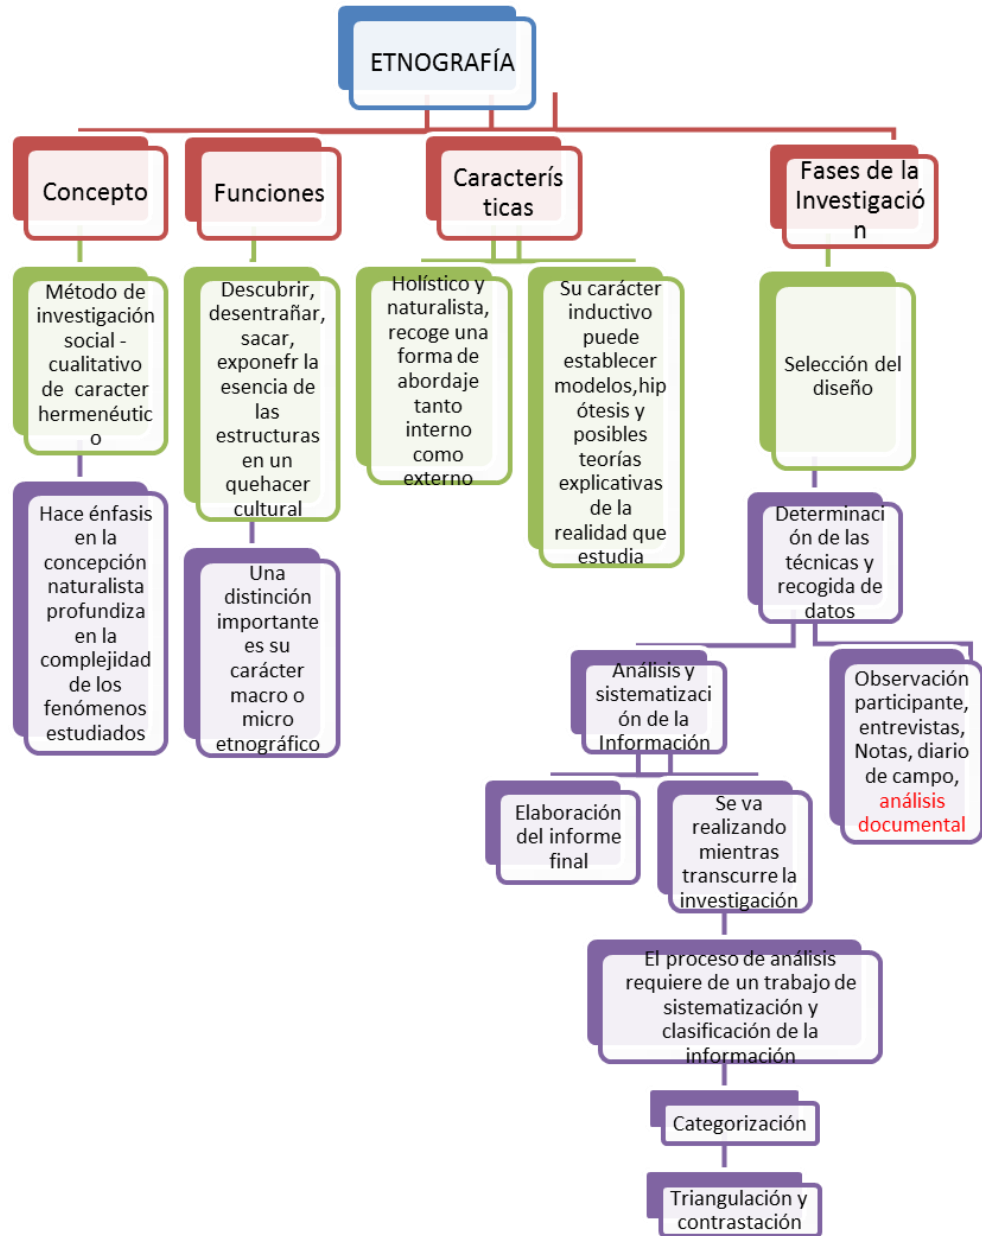 ETNOGRAFÍA
Concepto
Funciones
Caracterís
ticas
Fases de la
Investigació
n
Método de
investigación
social -
cualitativo
de caracter
hermenéutic
o
Hace énfasis
en la
concepción
naturalista
profundiza
en la
complejidad
de los
fenómenos
estudiados
Descubrir,
desentrañar,
sacar,
exponefr la
esencia de
las
estructuras
en un
quehacer
cultural
Una
distinción
importante
es su
carácter
macro o
micro
etnográfico
Holístico y
naturalista,
recoge una
forma de
abordaje
tanto
interno
como
externo
Su carácter
inductivo
puede
establecer
modelos,hip
ótesis y
posibles
teorías
explicativas
de la
realidad que
estudia
Selección del
diseño
Determinaci
ón de las
técnicas y
recogida de
datos
Análisis y
sistematizaci
ón de la
Información
Observación
participante,
entrevistas,
Notas, diario
de campo,
análisis
documental
Elaboración
del informe
final
Se va
realizando
mientras
transcurre la
investigación
El proceso de análisis
requiere de un trabajo de
sistematización y
clasificación de la
información
Categorización
Triangulación y
contrastación